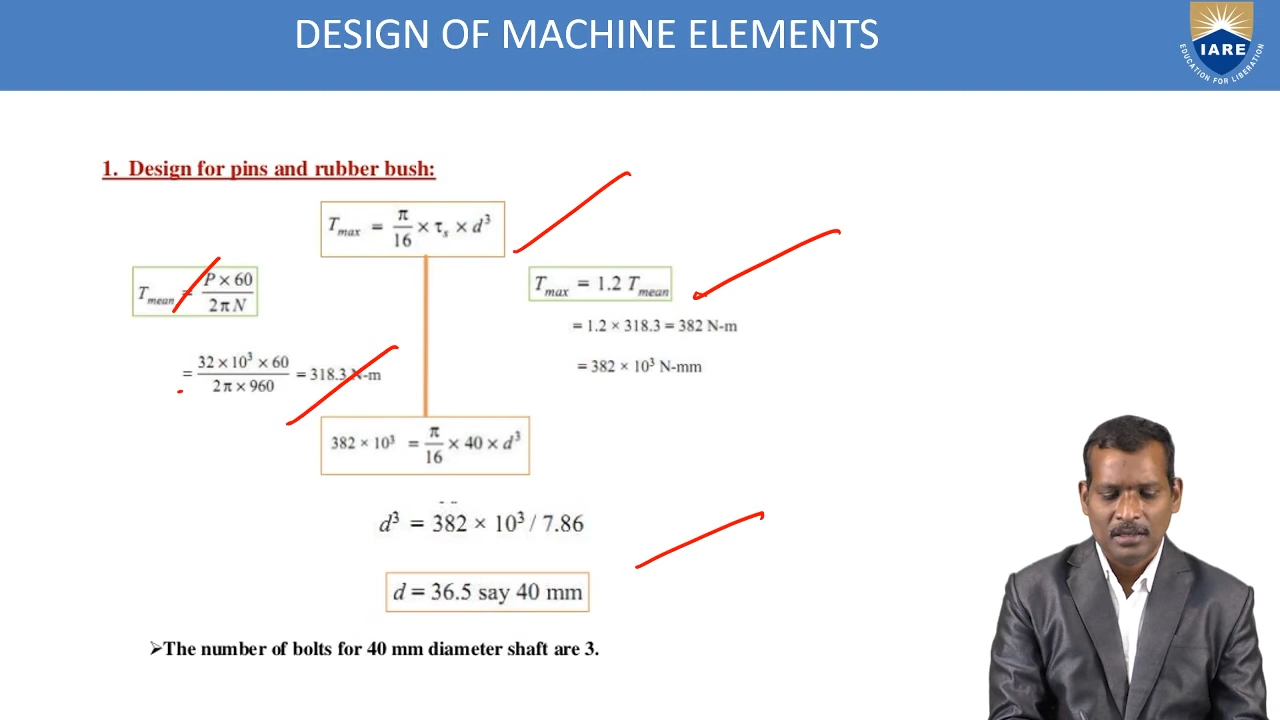 DESIGN OF MACHINE ELEMENTS
IARE
EDUCATION FOR LIBERATION
1. Design for pins and rubber bush:
T_max = π/16 × τ_s × d³
T_mean = P × 60 / 2 π N
= 32 × 10³ × 60 / 2 π × 960 = 318.3 N-m
T_max = 1.2 T_mean
= 1.2 × 318.3 = 382 N-m
= 382 × 10³ N-mm
382 × 10³ = π/16 × 40 × d³
d³ = 382 × 10³ / 7.86
d = 36.5 say 40 mm
➢The number of bolts for 40 mm diameter shaft are 3.